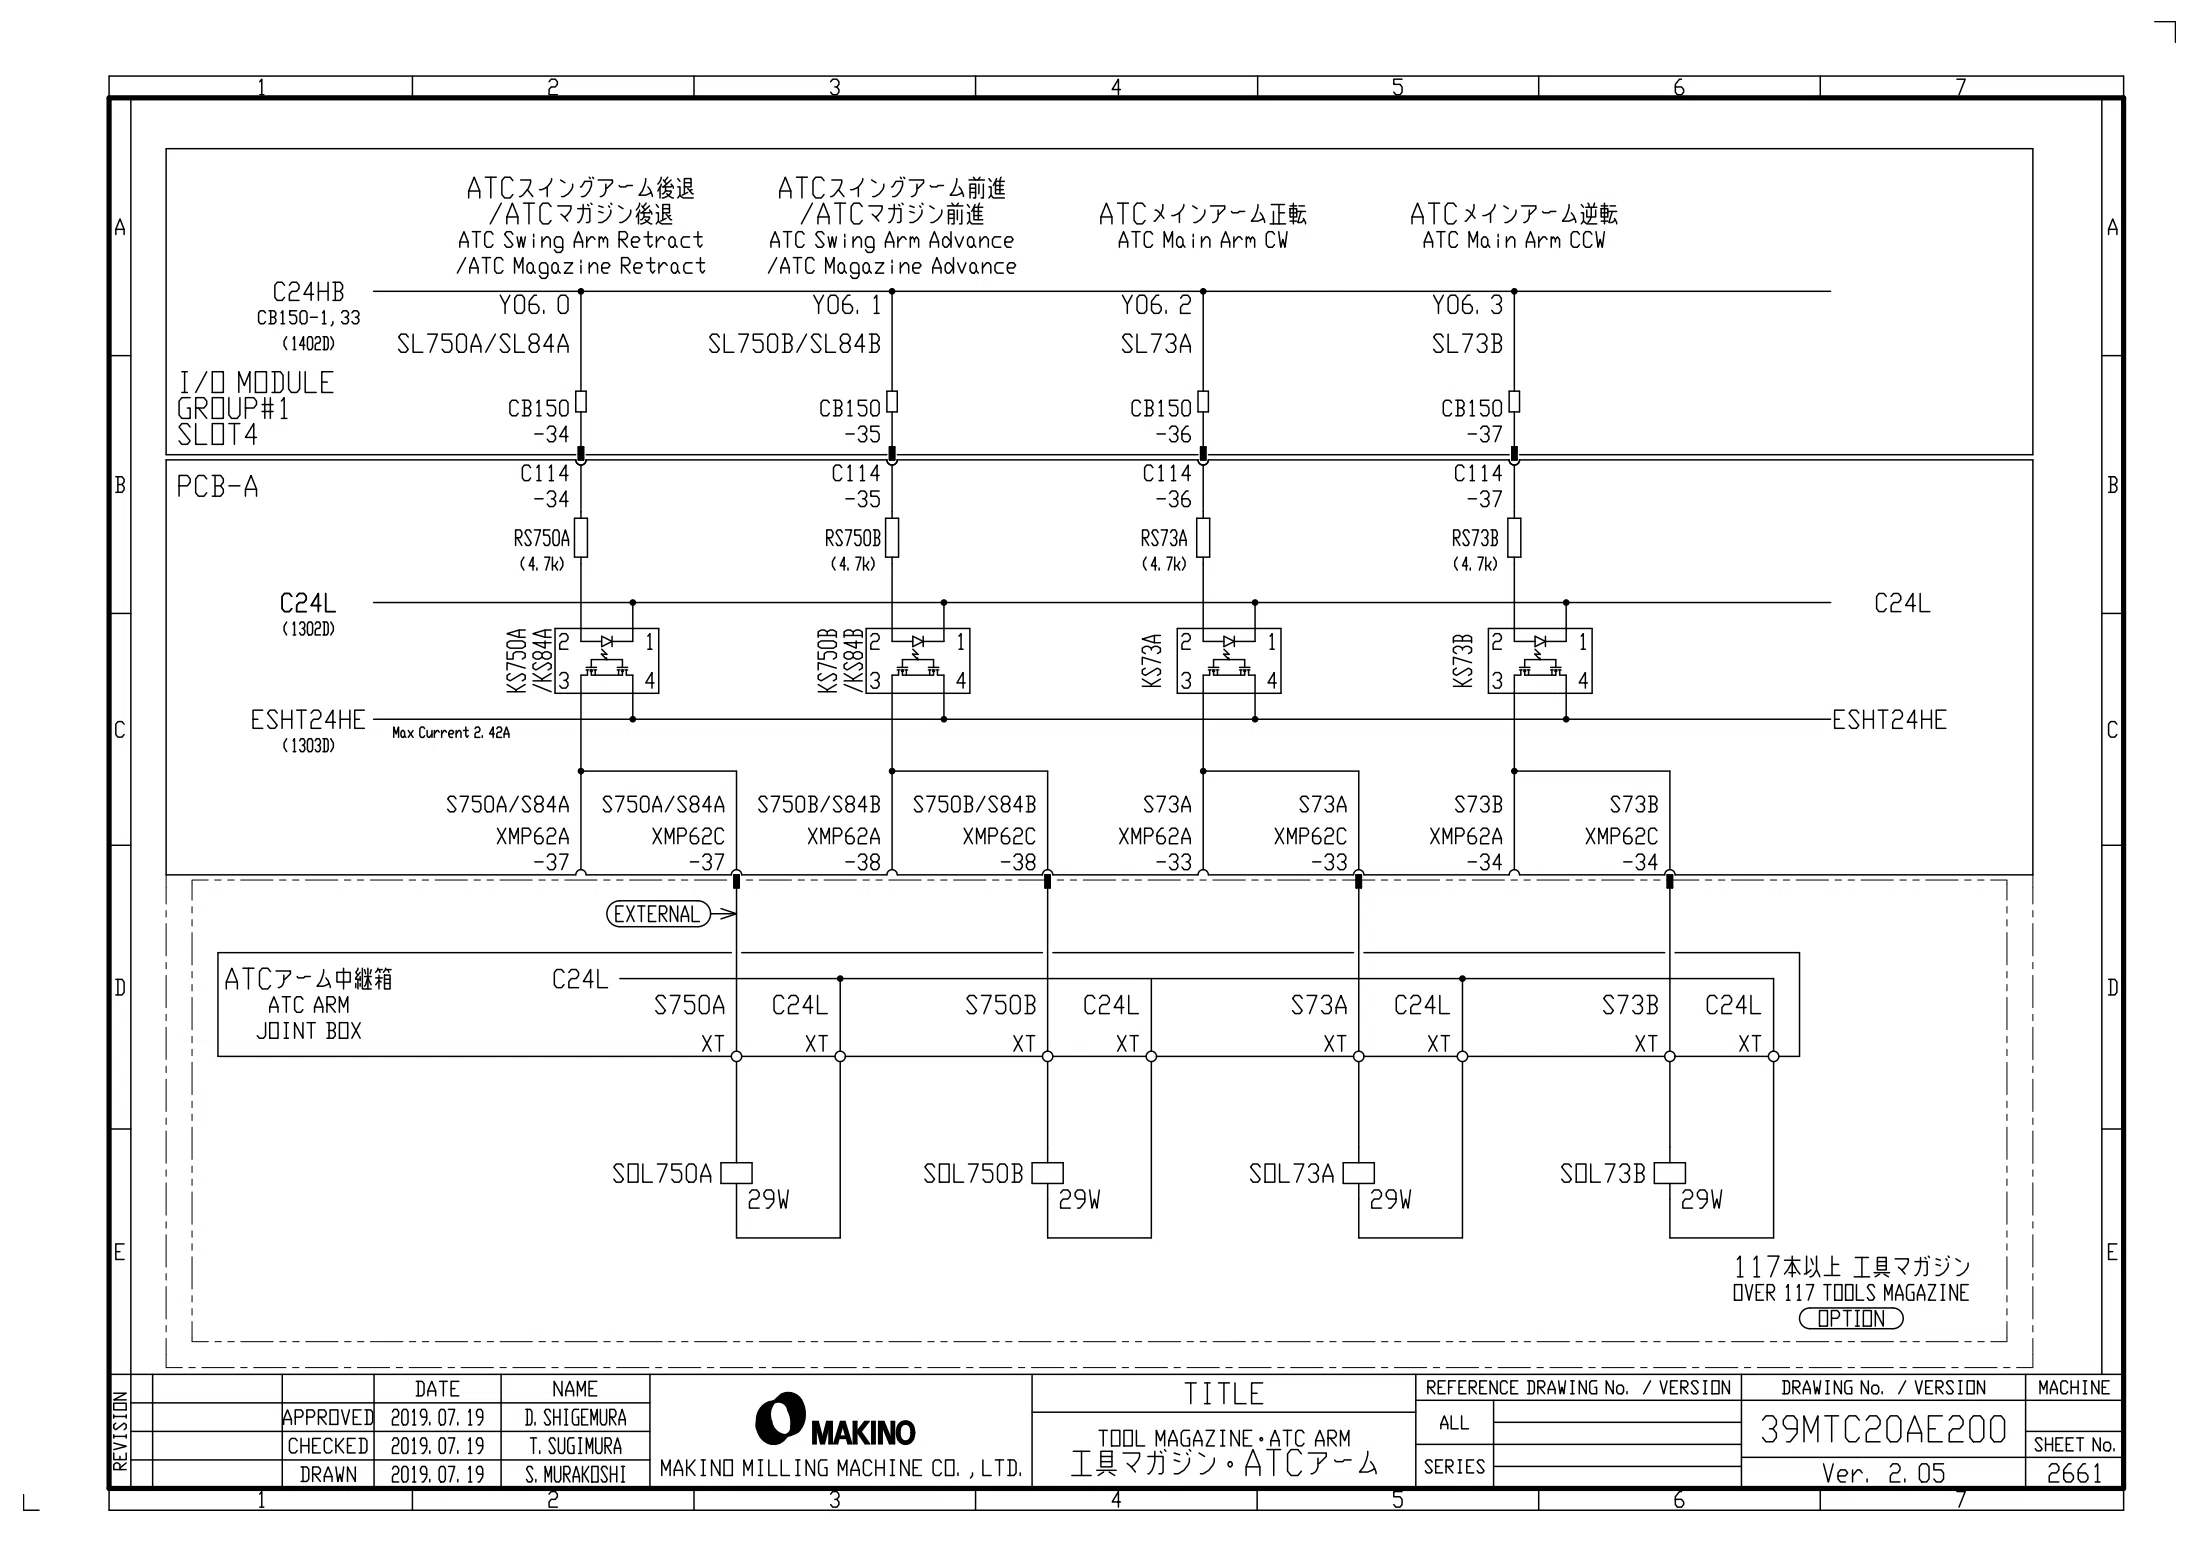 1 2 3 4 5 6 7
A A
ATCスイングアーム後退 ATCスイングアーム前進
/ATCマガジン後退 /ATCマガジン前進 ATCメインアーム正転 ATCメインアーム逆転
ATC Swing Arm Retract ATC Swing Arm Advance ATC Main Arm CW ATC Main Arm CCW
/ATC Magazine Retract /ATC Magazine Advance
C24HB
CB150-1,33
(1402D)
Y06.0 Y06.1 Y06.2 Y06.3
SL750A/SL84A SL750B/SL84B SL73A SL73B
I/O MODULE
GROUP#1
SLOT4
CB150 CB150 CB150 CB150
-34 -35 -36 -37
B B
PCB-A
C114 C114 C114 C114
-34 -35 -36 -37
RS750A RS750B RS73A RS73B
(4.7k) (4.7k) (4.7k) (4.7k)
C24L C24L
(1302D)
KS750A
/KS84A
2 1
3 4
KS750B
/KS84B
2 1
3 4
KS73A
2 1
3 4
KS73B
2 1
3 4
C C
ESHT24HE ESHT24HE
(1303D)
Max Current 2.42A
S750A/S84A S750A/S84A S750B/S84B S750B/S84B S73A S73A S73B S73B
XMP62A XMP62C XMP62A XMP62C XMP62A XMP62C XMP62A XMP62C
-37 -37 -38 -38 -33 -33 -34 -34
EXTERNAL
D D
ATCアーム中継箱
ATC ARM
JOINT BOX
C24L
S750A C24L S750B C24L S73A C24L S73B C24L
XT XT XT XT XT XT XT XT
SOL750A SOL750B SOL73A SOL73B
29W 29W 29W 29W
E E
117本以上 工具マガジン
OVER 117 TOOLS MAGAZINE
OPTION
REVISION
DATE NAME
APPROVED 2019.07.19 D. SHIGEMURA
CHECKED 2019.07.19 T. SUGIMURA
DRAWN 2019.07.19 S. MURAKOSHI
MAKINO
MAKINO MILLING MACHINE CO.,LTD.
TITLE
TOOL MAGAZINE・ATC ARM
工具マガジン・ATCアーム
REFERENCE DRAWING No. / VERSION
ALL
SERIES
DRAWING No. / VERSION
39MTC20AE200
Ver. 2.05
MACHINE
SHEET No.
2661
1 2 3 4 5 6 7